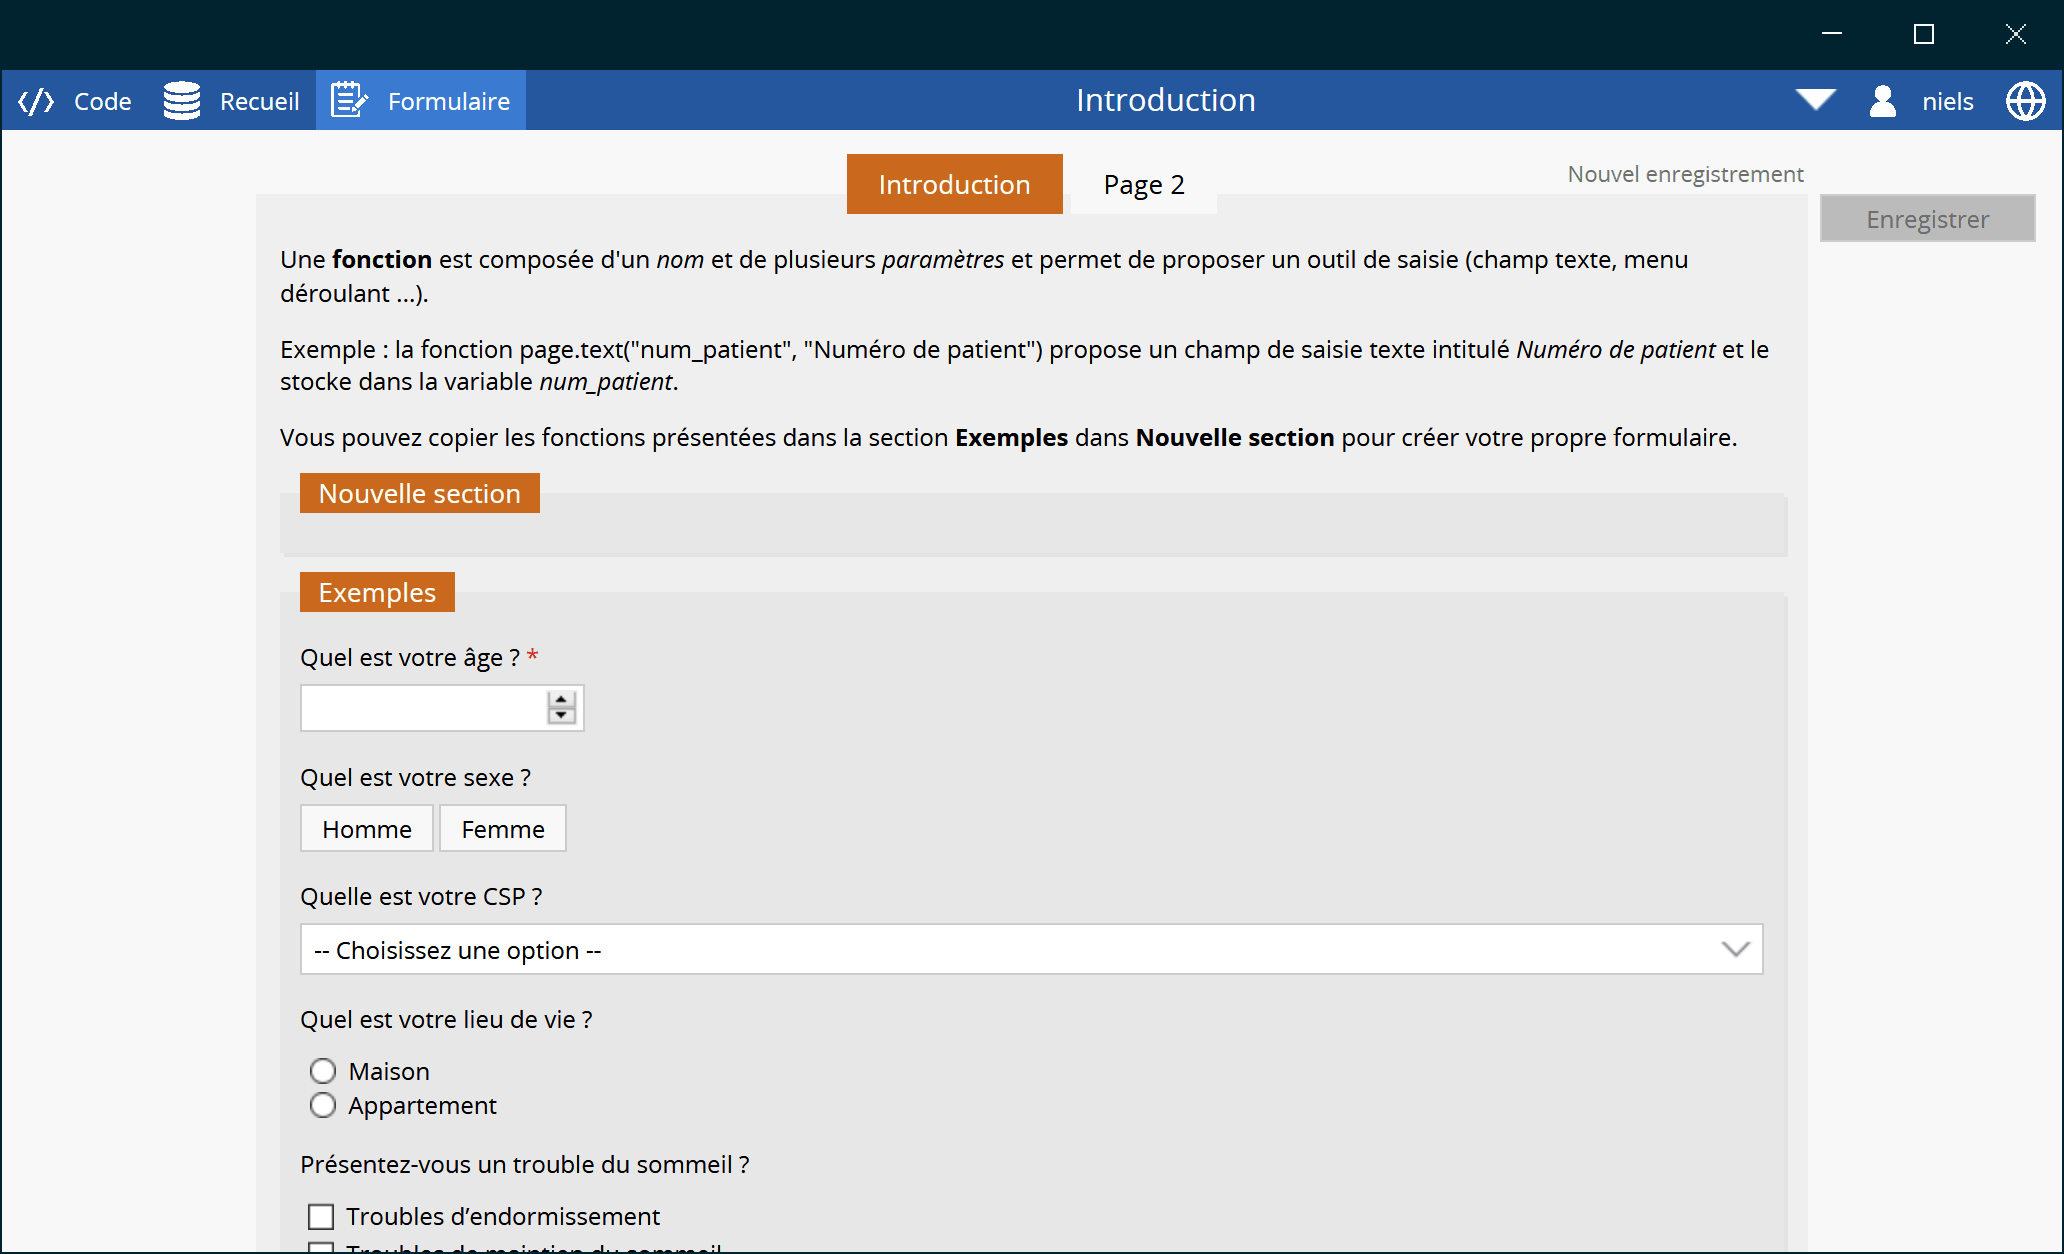 Code
Recueil
Formulaire
Introduction
niels
Introduction
Page 2
Nouvel enregistrement
Enregistrer
Une fonction est composée d'un nom et de plusieurs paramètres et permet de proposer un outil de saisie (champ texte, menu
déroulant ...).
Exemple : la fonction page.text("num_patient", "Numéro de patient") propose un champ de saisie texte intitulé Numéro de patient et le
stocke dans la variable num_patient.
Vous pouvez copier les fonctions présentées dans la section Exemples dans Nouvelle section pour créer votre propre formulaire.
Nouvelle section
Exemples
Quel est votre âge ? *
Quel est votre sexe ?
Homme
Femme
Quelle est votre CSP ?
-- Choisissez une option --
Quel est votre lieu de vie ?
Maison
Appartement
Présentez-vous un trouble du sommeil ?
Troubles d’endormissement
Troubles de maintien du sommeil